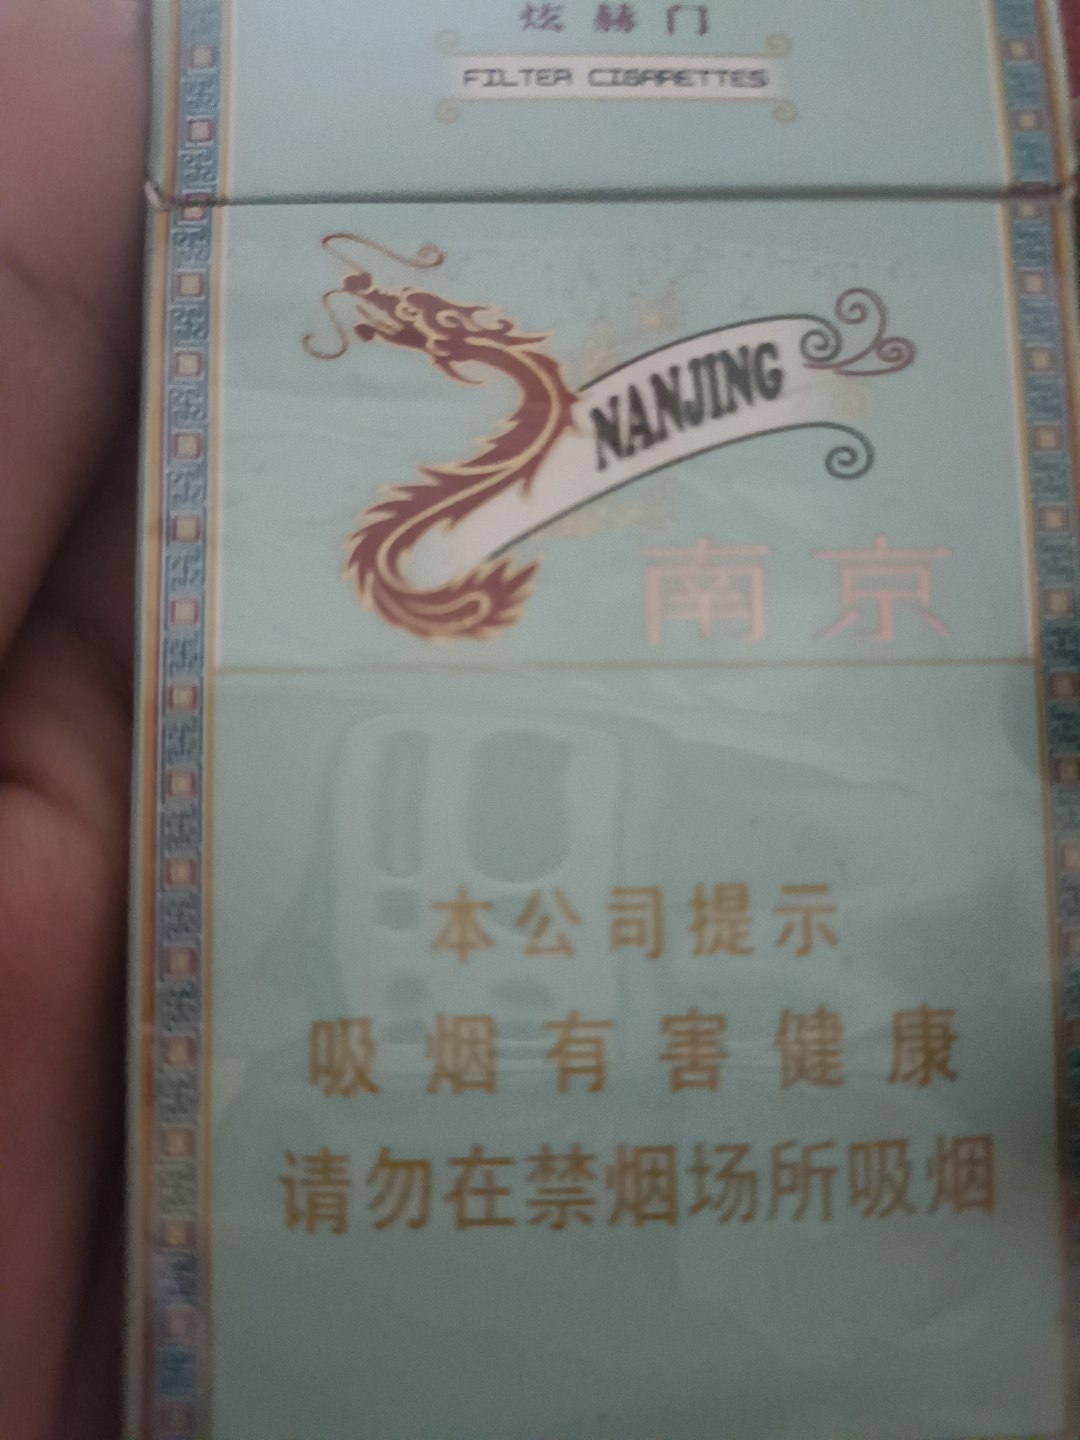 炫赫门
FILTER CIGARETTES
NANJING
南京
本公司提示
吸烟有害健康
请勿在禁烟场所吸烟